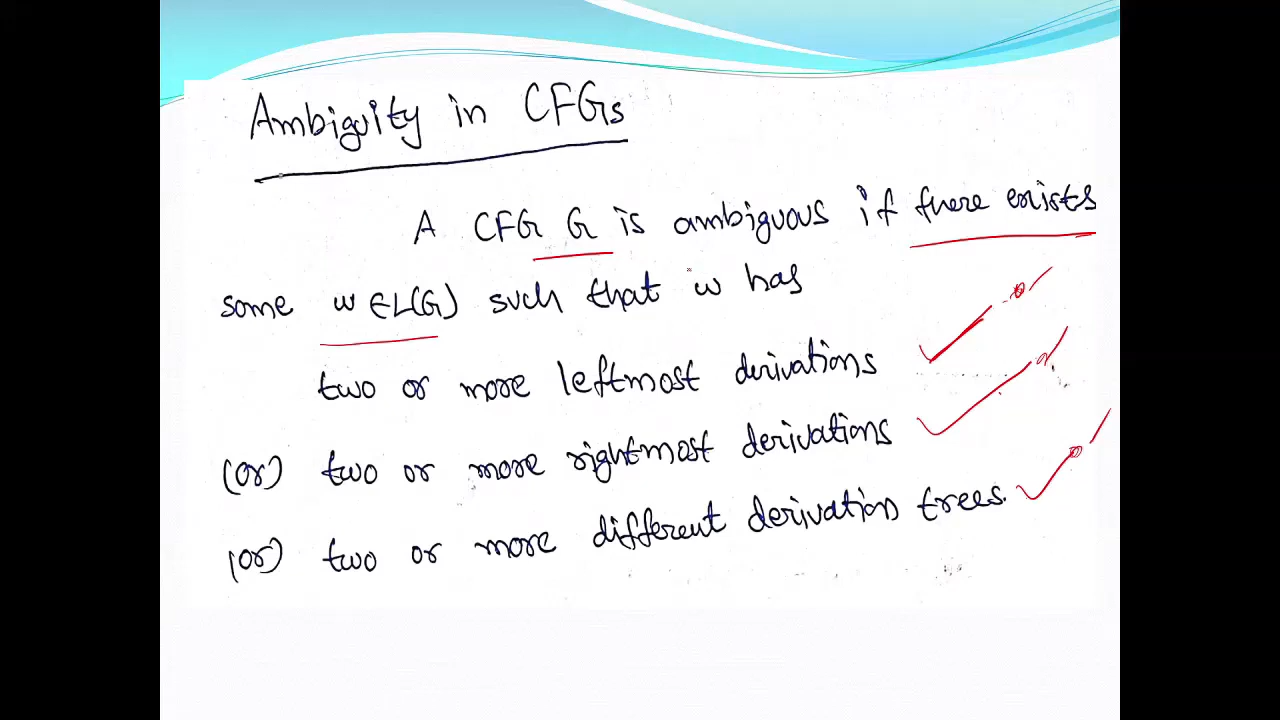 Ambiguity in CFGs
A CFG G is ambiguous if there exists
some w ∈ L(G) such that w has
two or more leftmost derivations
(or) two or more rightmost derivations
(or) two or more different derivation trees.